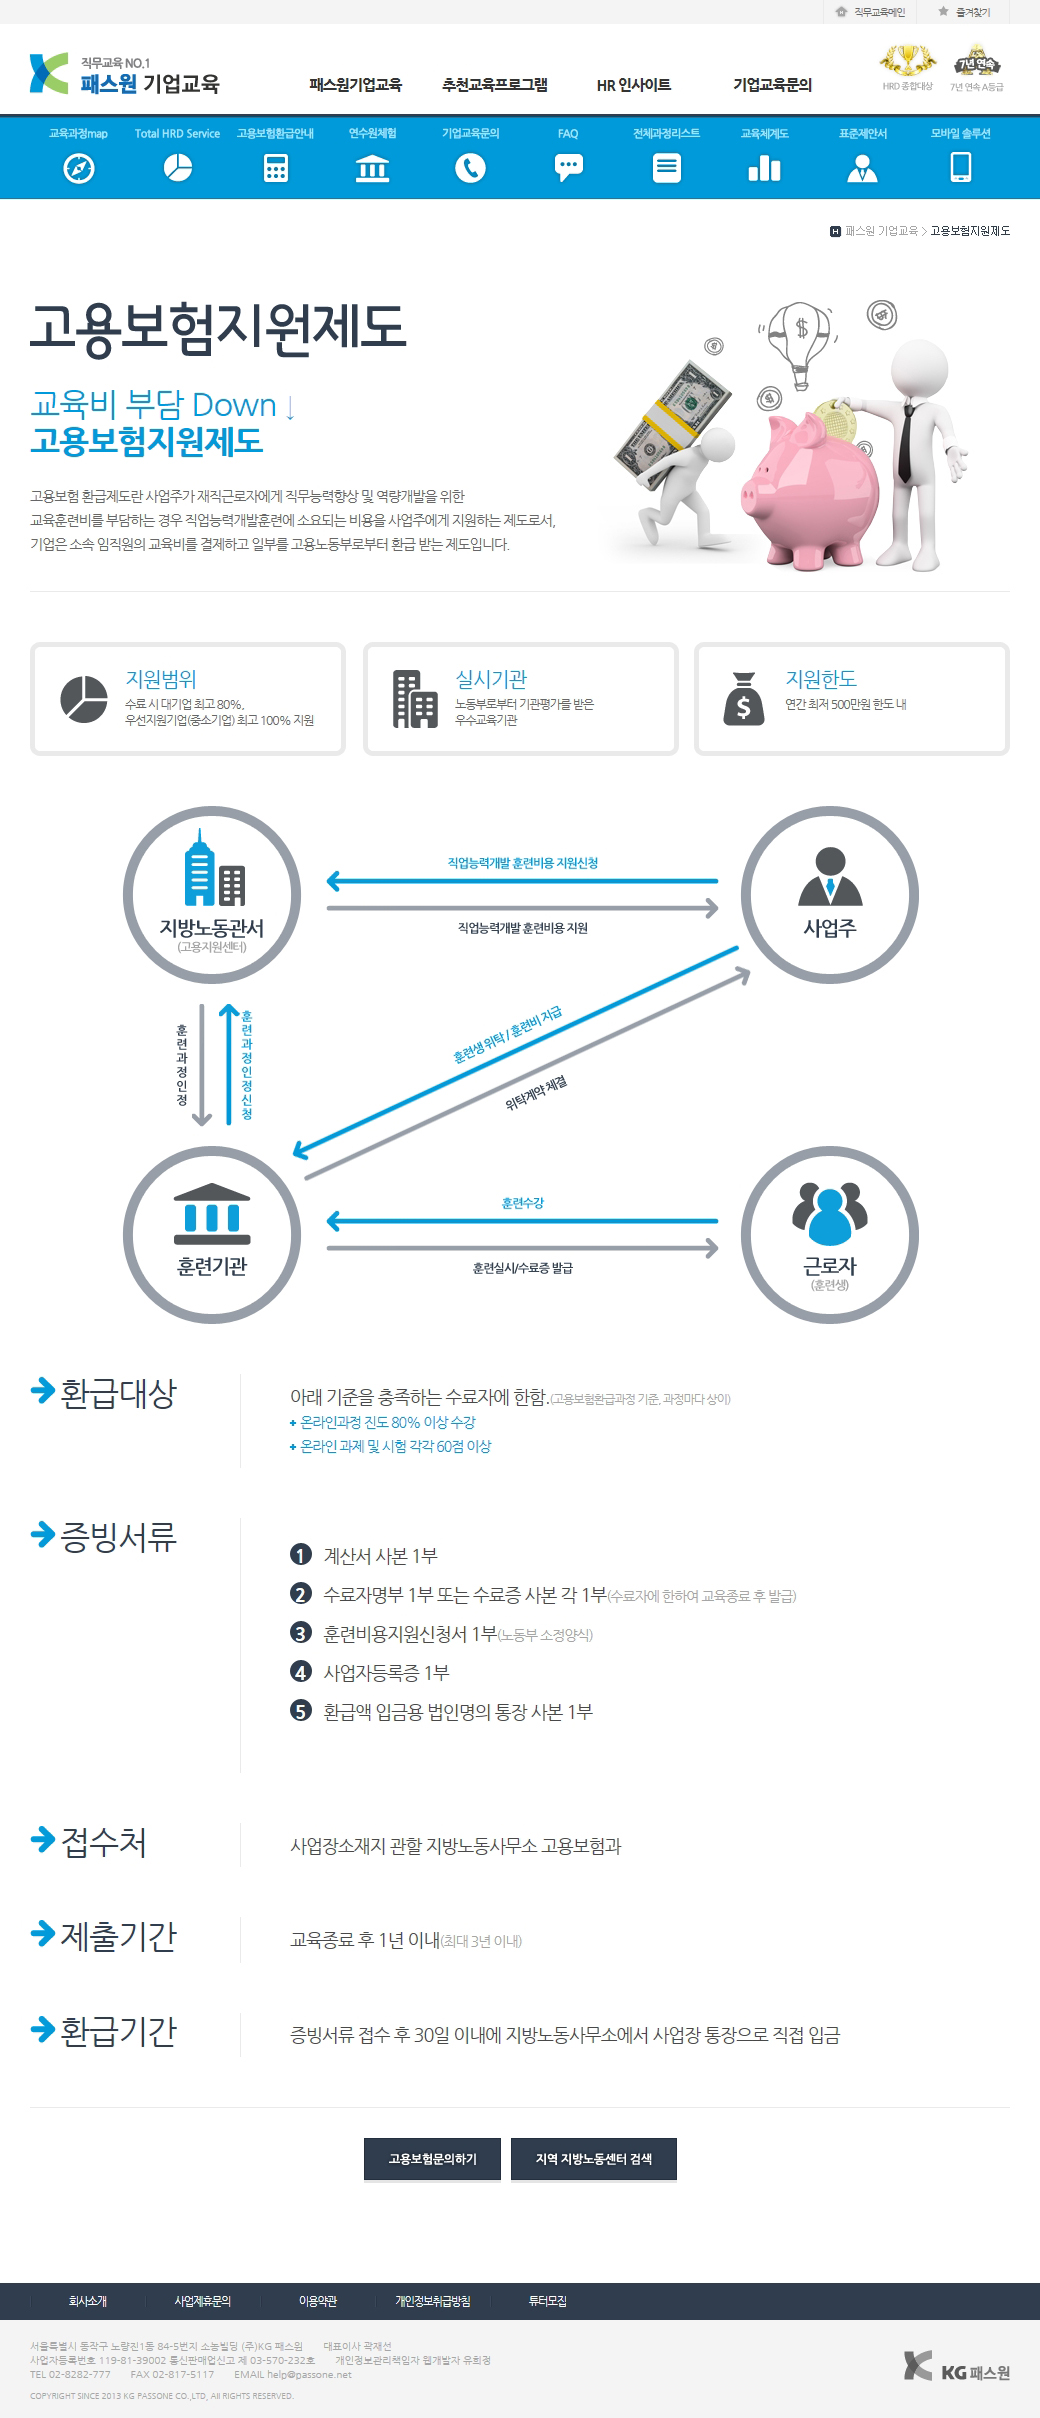 직무교육메인
즐겨찾기
직무교육 NO.1
패스원 기업교육
패스원기업교육
추천교육프로그램
HR 인사이트
기업교육문의
HRD 종합대상
7년 연속
7년 연속 A등급
교육과정map
Total HRD Service
고용보험환급안내
연수원체험
기업교육문의
FAQ
전체과정리스트
교육체계도
표준제안서
모바일 솔루션
H 패스원 기업교육 > 고용보험지원제도
고용보험지원제도
교육비 부담 Down ↓
고용보험지원제도
고용보험 환급제도란 사업주가 재직근로자에게 직무능력향상 및 역량개발을 위한
교육훈련비를 부담하는 경우 직업능력개발훈련에 소요되는 비용을 사업주에게 지원하는 제도로서,
기업은 소속 임직원의 교육비를 결제하고 일부를 고용노동부로부터 환급 받는 제도입니다.
지원범위
수료 시 대기업 최고 80%,
우선지원기업(중소기업) 최고 100% 지원
실시기관
노동부로부터 기관평가를 받은
우수교육기관
지원한도
연간 최저 500만원 한도 내
직업능력개발 훈련비용 지원신청
직업능력개발 훈련비용 지원
지방노동관서
(고용지원센터)
사업주
훈련과정인정
훈련과정인정신청
훈련생 위탁 / 훈련비 지급
위탁계약 체결
훈련수강
훈련실시/수료증 발급
훈련기관
근로자
(훈련생)
환급대상
아래 기준을 충족하는 수료자에 한함.(고용보험환급과정 기준, 과정마다 상이)
+ 온라인과정 진도 80% 이상 수강
+ 온라인 과제 및 시험 각각 60점 이상
증빙서류
1 계산서 사본 1부
2 수료자명부 1부 또는 수료증 사본 각 1부(수료자에 한하여 교육종료 후 발급)
3 훈련비용지원신청서 1부(노동부 소정양식)
4 사업자등록증 1부
5 환급액 입금용 법인명의 통장 사본 1부
접수처
사업장소재지 관할 지방노동사무소 고용보험과
제출기간
교육종료 후 1년 이내(최대 3년 이내)
환급기간
증빙서류 접수 후 30일 이내에 지방노동사무소에서 사업장 통장으로 직접 입금
고용보험문의하기
지역 지방노동센터 검색
회사소개
사업제휴문의
이용약관
개인정보취급방침
튜터모집
서울특별시 동작구 노량진1동 84-5번지 소능빌딩 (주)KG 패스원 대표이사 곽재선
사업자등록번호 119-81-39002 통신판매업신고 제 03-570-232호 개인정보관리책임자 웹개발자 유희정
TEL 02-8282-777 FAX 02-817-5117 EMAIL help@passone.net
COPYRIGHT SINCE 2013 KG PASSONE CO.,LTD, All RIGHTS RESERVED.
KG 패스원